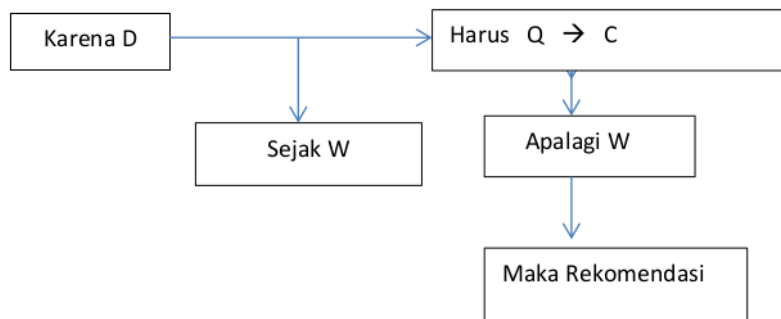 Karena D
Harus Q → C
Sejak W
Apalagi W
Maka Rekomendasi